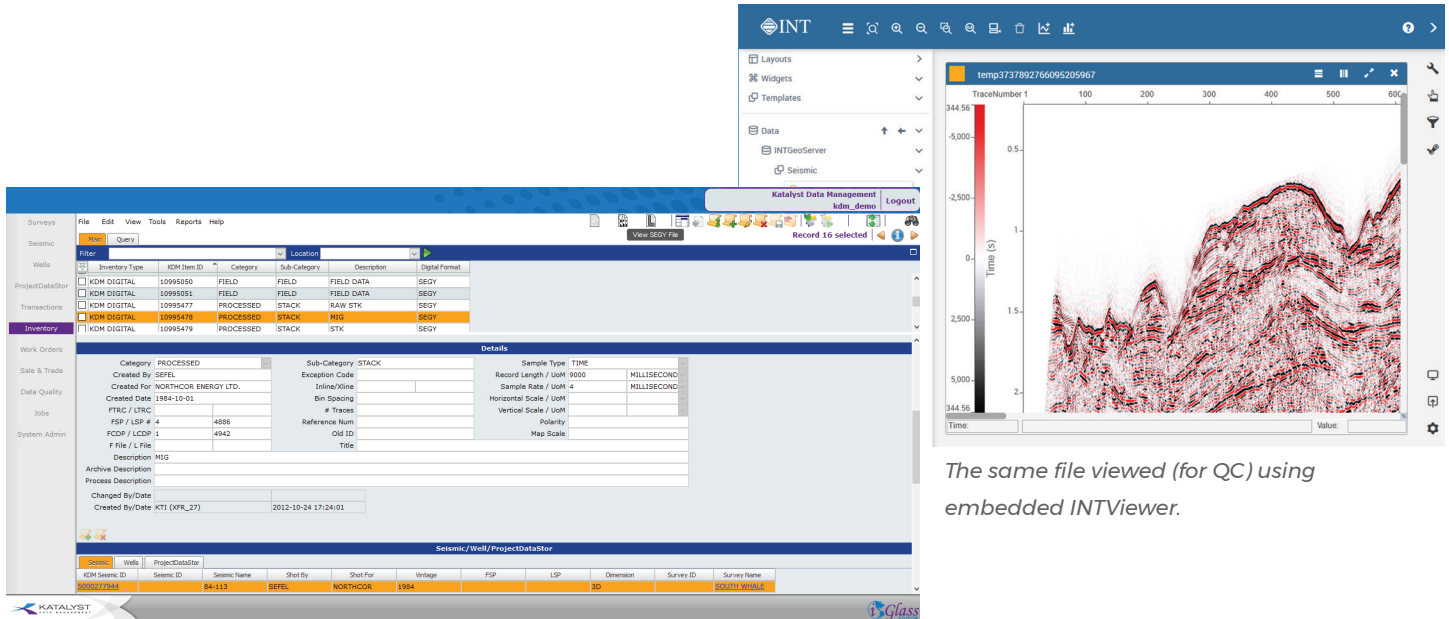 INT
Layouts
Widgets
Templates
Data
INTGeoServer
Seismic
temp3737892766095205967
TraceNumber 1 100 200 300 400 500 600
344.56
-5,000
-2,500
0
2,500
5,000
344.56
Time (s)
0.5
1
1.5
2
Time: Value:
The same file viewed (for QC) using
embedded INTViewer.
Katalyst Data Management
kdm_demo
Logout
Surveys
Seismic
Wells
ProjectDataStor
Transactions
Inventory
Work Orders
Sale & Trade
Data Quality
Jobs
System Admin
File Edit View Tools Reports Help
View SEGY File
Main Query
Record 16 selected
Filter Location
Inventory Type KDM Item ID Category Sub-Category Description Digital Format
KDM DIGITAL 10995050 FIELD FIELD FIELD DATA SEGY
KDM DIGITAL 10995051 FIELD FIELD FIELD DATA SEGY
KDM DIGITAL 10995477 PROCESSED STACK RAW STK SEGY
KDM DIGITAL 10995478 PROCESSED STACK MIG SEGY
KDM DIGITAL 10995479 PROCESSED STACK STK SEGY
Details
Category PROCESSED Sub-Category STACK Sample Type TIME
Created By SEFEL Exception Code Record Length / UoM 9000 MILLISECOND
Created For NORTHCOR ENERGY LTD. Inline/Xline Sample Rate / UoM 4 MILLISECOND
Created Date 1984-10-01 Bin Spacing Horizontal Scale / UoM
FTRC / LTRC # Traces Vertical Scale / UoM
FSP / LSP # 4 4886 Reference Num Polarity
FCDP / LCDP 1 4942 Old ID Map Scale
F File / L File Title
Description MIG
Archive Description
Process Description
Changed By/Date
Created By/Date KTI (XFR_27) 2012-10-24 17:24:01
Seismic/Well/ProjectDataStor
Seismic Wells ProjectDataStor
KDM Seismic ID Seismic ID Seismic Name Shot By Shot For Vintage FSP LSP Dimension Survey ID Survey Name
5000277944 84-113 SEFEL NORTHCOR 1984 3D SOUTH WHALE
KATALYST
DATA MANAGEMENT
iGlass